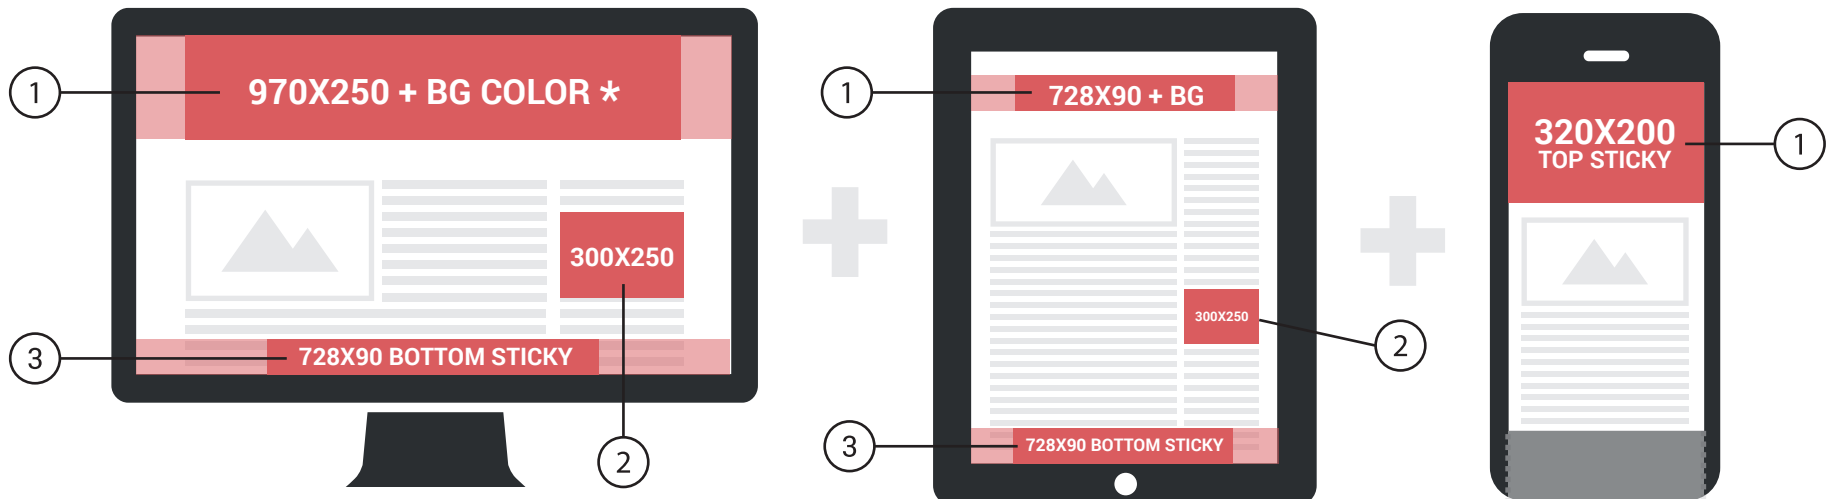 1
970X250 + BG COLOR *
300X250
3
728X90 BOTTOM STICKY
2
1
728X90 + BG
300X250
2
3
728X90 BOTTOM STICKY
320X200
TOP STICKY
1